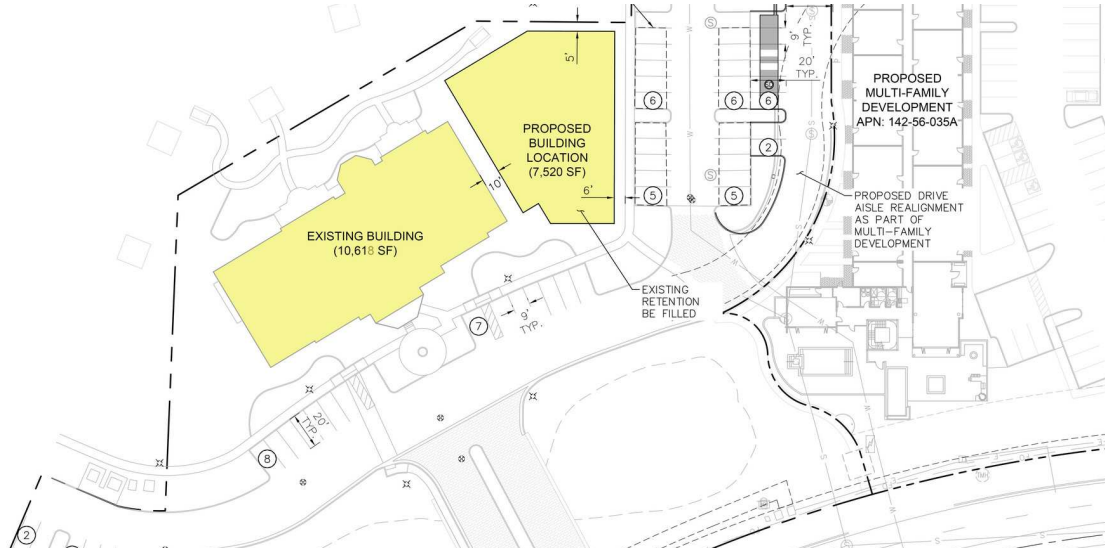 5'
PROPOSED
BUILDING
LOCATION
(7,520 SF)
10'
6'
EXISTING BUILDING
(10,618 SF)
EXISTING
RETENTION
BE FILLED
9'
TYP.
20'
TYP.
PROPOSED
MULTI-FAMILY
DEVELOPMENT
APN: 142-56-035A
PROPOSED DRIVE
AISLE REALIGNMENT
AS PART OF
MULTI-FAMILY
DEVELOPMENT
6
6
6
2
5
5
7
9'
TYP.
20'
TYP.
8
2
S
S
S
S
W
W
W
W
S
S
S
E